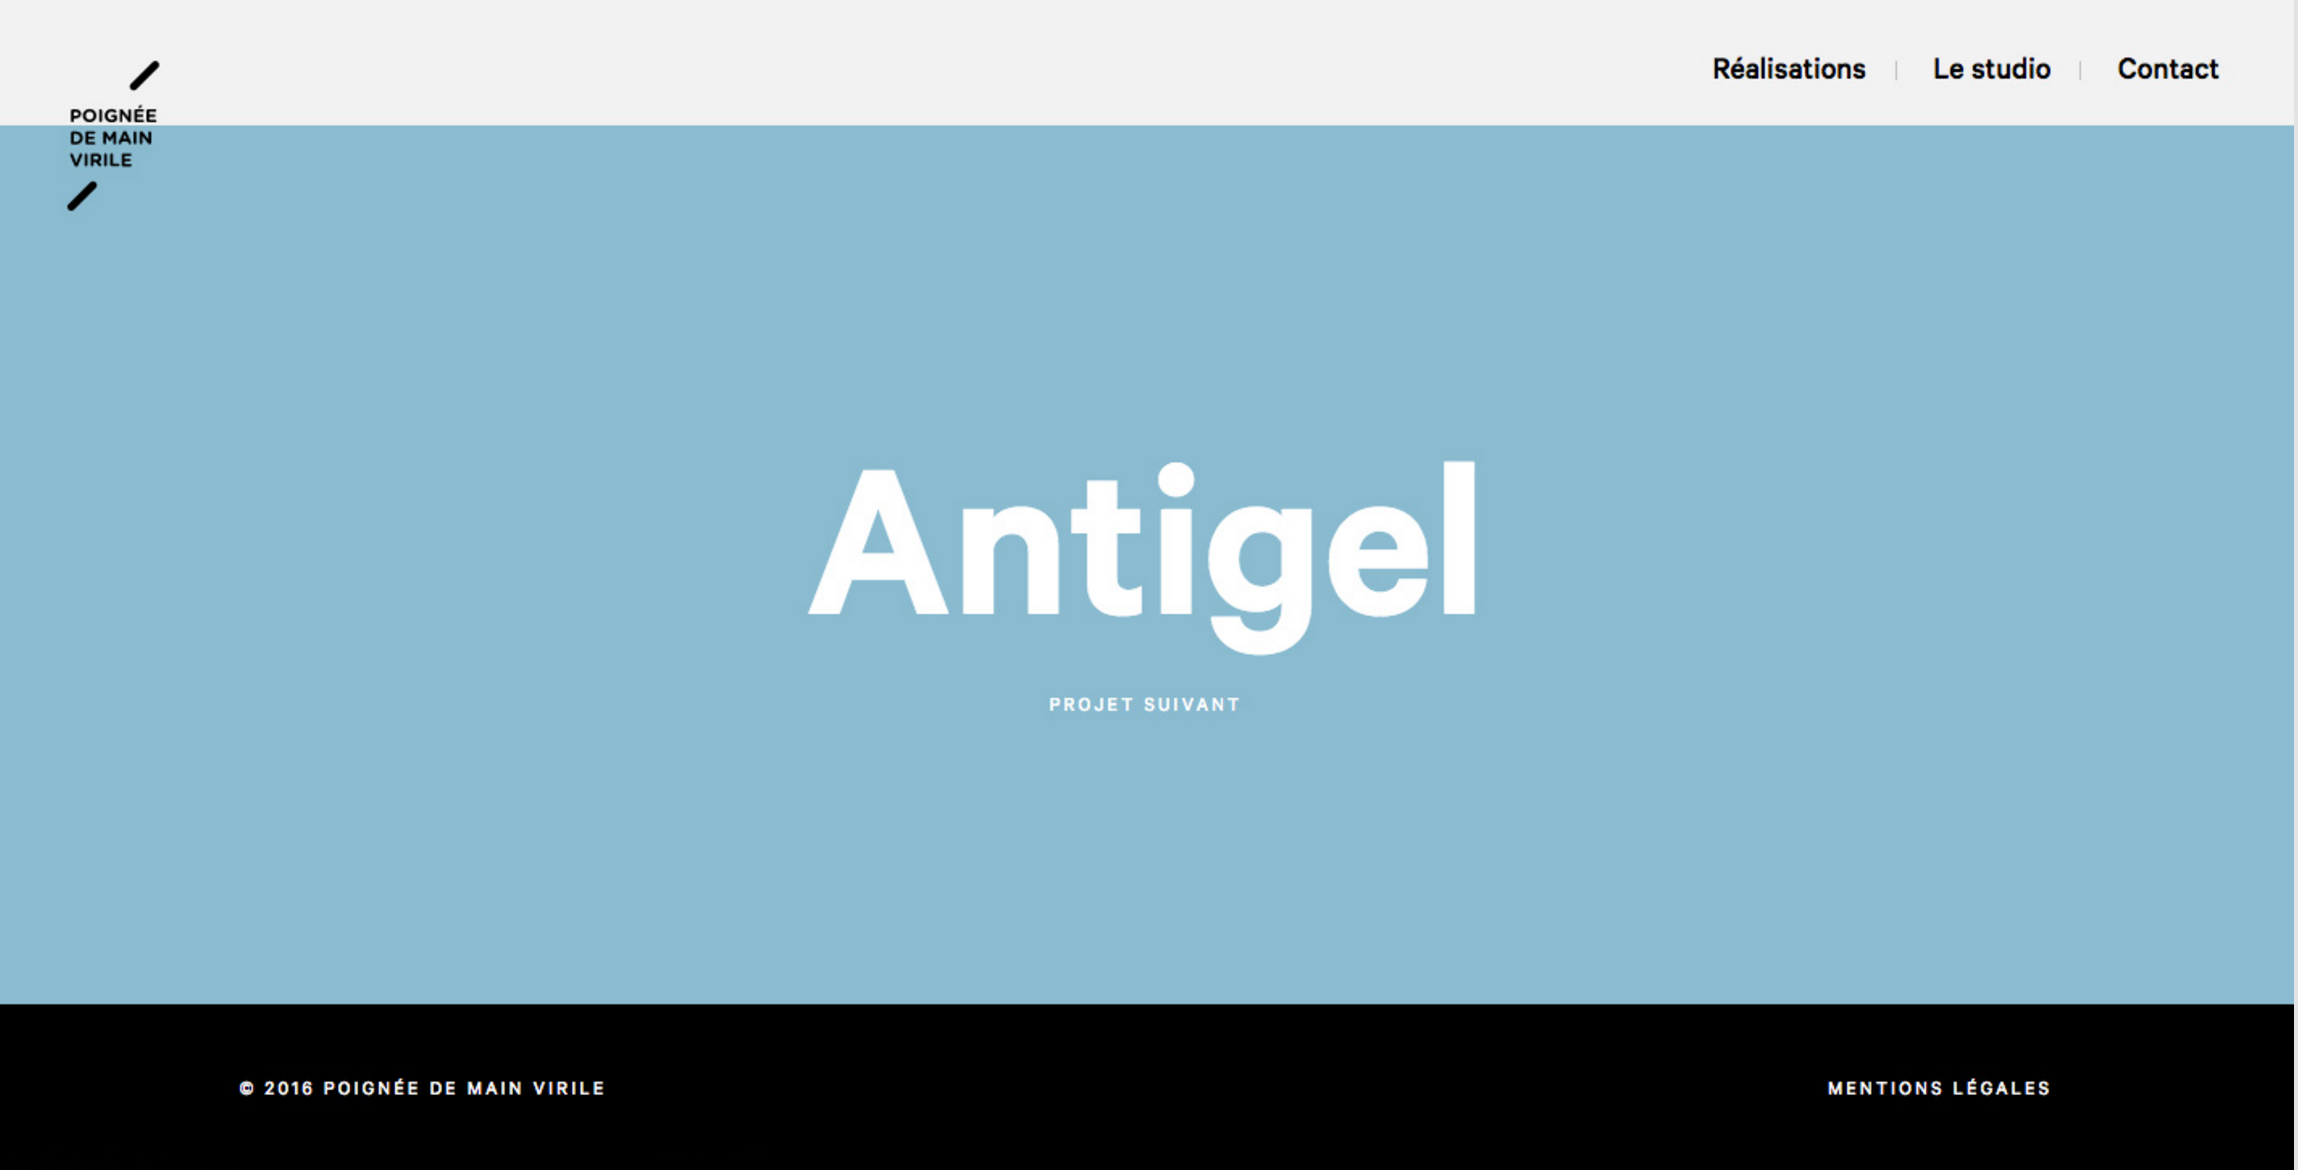 Réalisations
Le studio
Contact
POIGNÉE
DE MAIN
VIRILE
Antigel
PROJET SUIVANT
© 2016 POIGNÉE DE MAIN VIRILE
MENTIONS LÉGALES